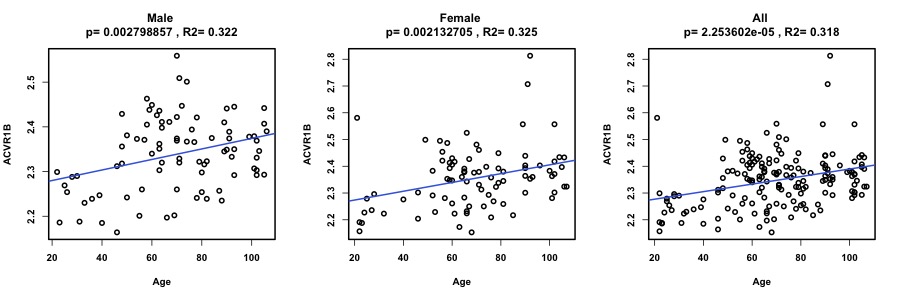 Male
p= 0.002798857 , R2= 0.322
ACVR1B
2.5
2.4
2.3
2.2
20 40 60 80 100
Age
Female
p= 0.002132705 , R2= 0.325
ACVR1B
2.8
2.7
2.6
2.5
2.4
2.3
2.2
20 40 60 80 100
Age
All
p= 2.253602e-05 , R2= 0.318
ACVR1B
2.8
2.7
2.6
2.5
2.4
2.3
2.2
20 40 60 80 100
Age